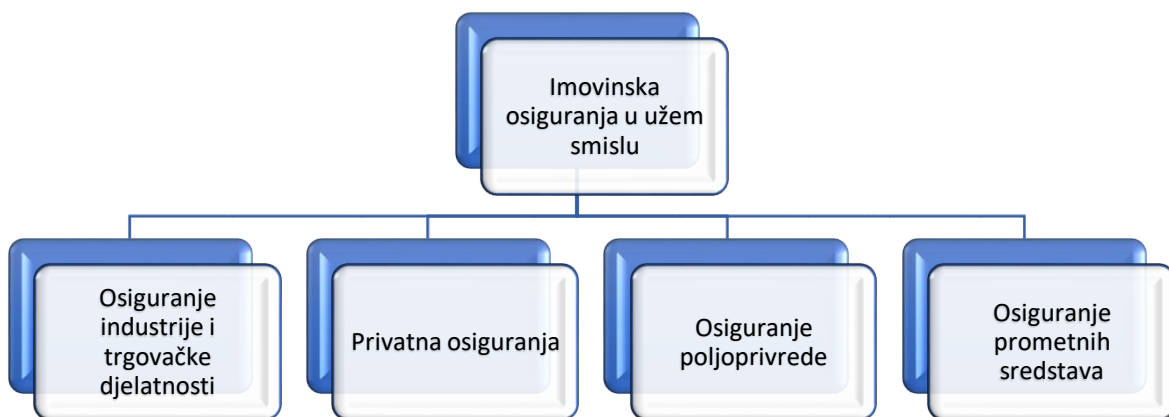 Imovinska
osiguranja u užem
smislu
Osiguranje
industrije i
trgovačke
djelatnosti
Privatna osiguranja
Osiguranje
poljoprivrede
Osiguranje
prometnih
sredstava